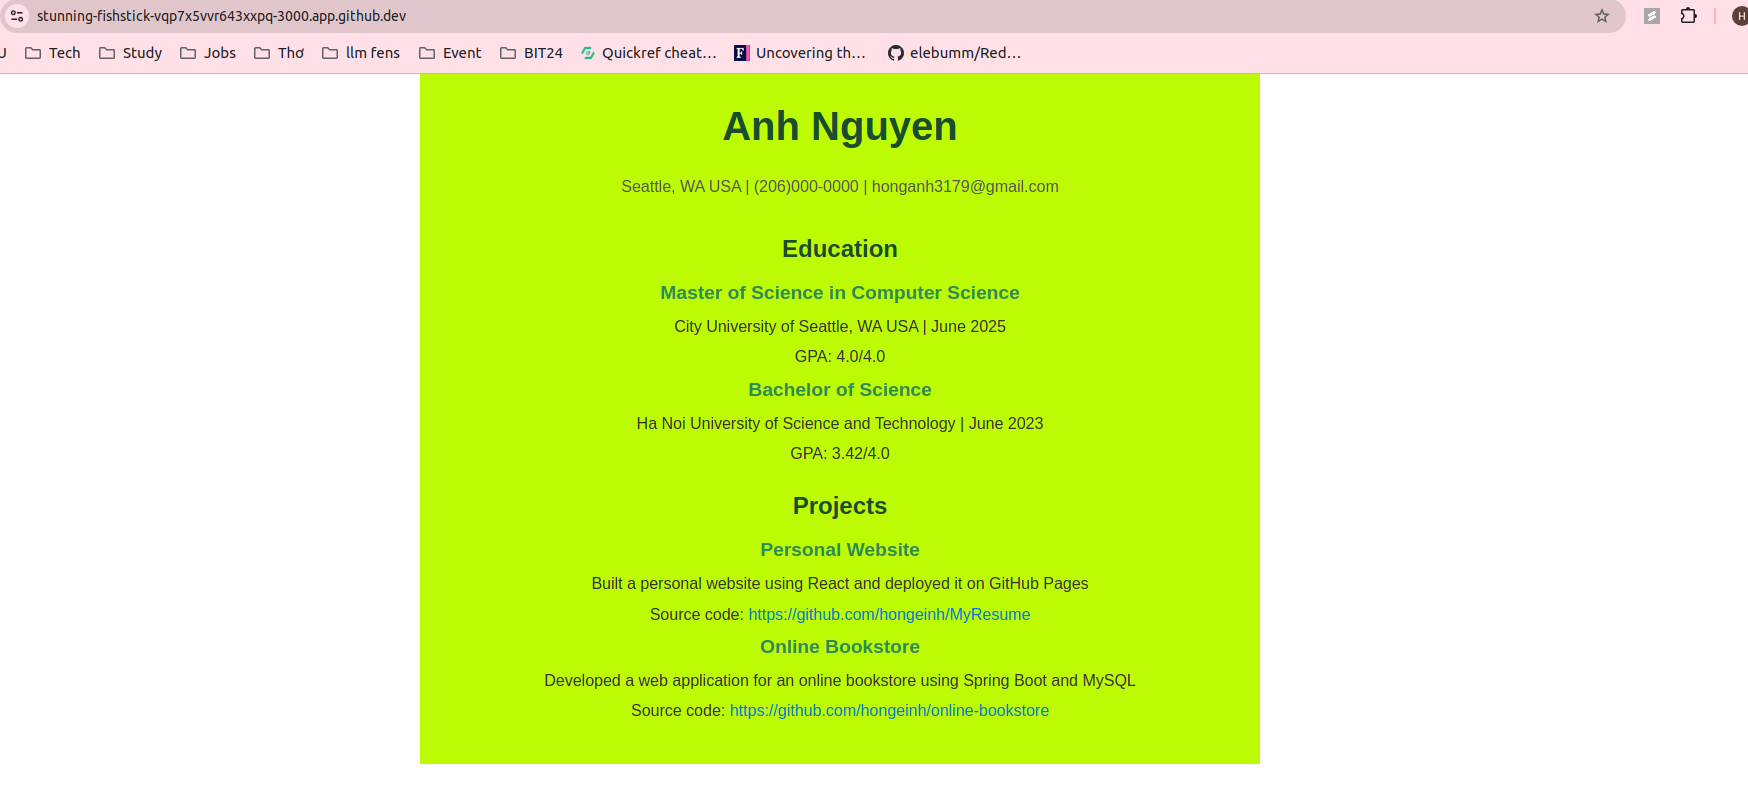 stunning-fishstick-vqp7x5vvr643xxpq-3000.app.github.dev
H
Tech Study Jobs Thơ llm fens Event BIT24 Quickref cheat… F Uncovering th… elebumm/Red…
Anh Nguyen
Seattle, WA USA | (206)000-0000 | honganh3179@gmail.com
Education
Master of Science in Computer Science
City University of Seattle, WA USA | June 2025
GPA: 4.0/4.0
Bachelor of Science
Ha Noi University of Science and Technology | June 2023
GPA: 3.42/4.0
Projects
Personal Website
Built a personal website using React and deployed it on GitHub Pages
Source code: https://github.com/hongeinh/MyResume
Online Bookstore
Developed a web application for an online bookstore using Spring Boot and MySQL
Source code: https://github.com/hongeinh/online-bookstore